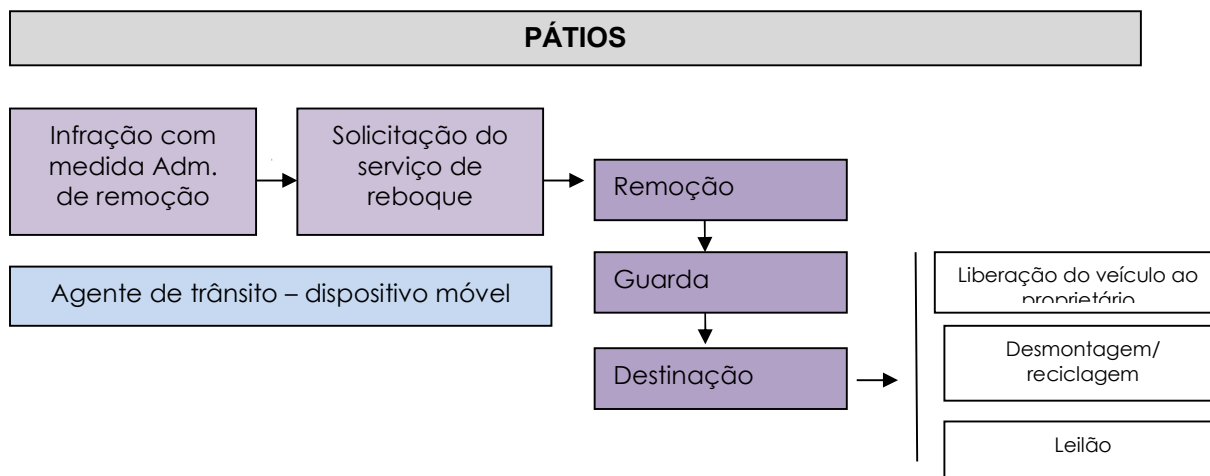 PÁTIOS
Infração com
medida Adm.
de remoção
Solicitação do
serviço de
reboque
Remoção
Agente de trânsito – dispositivo móvel
Guarda
Destinação
Liberação do veículo ao
proprietário
Desmontagem/
reciclagem
Leilão